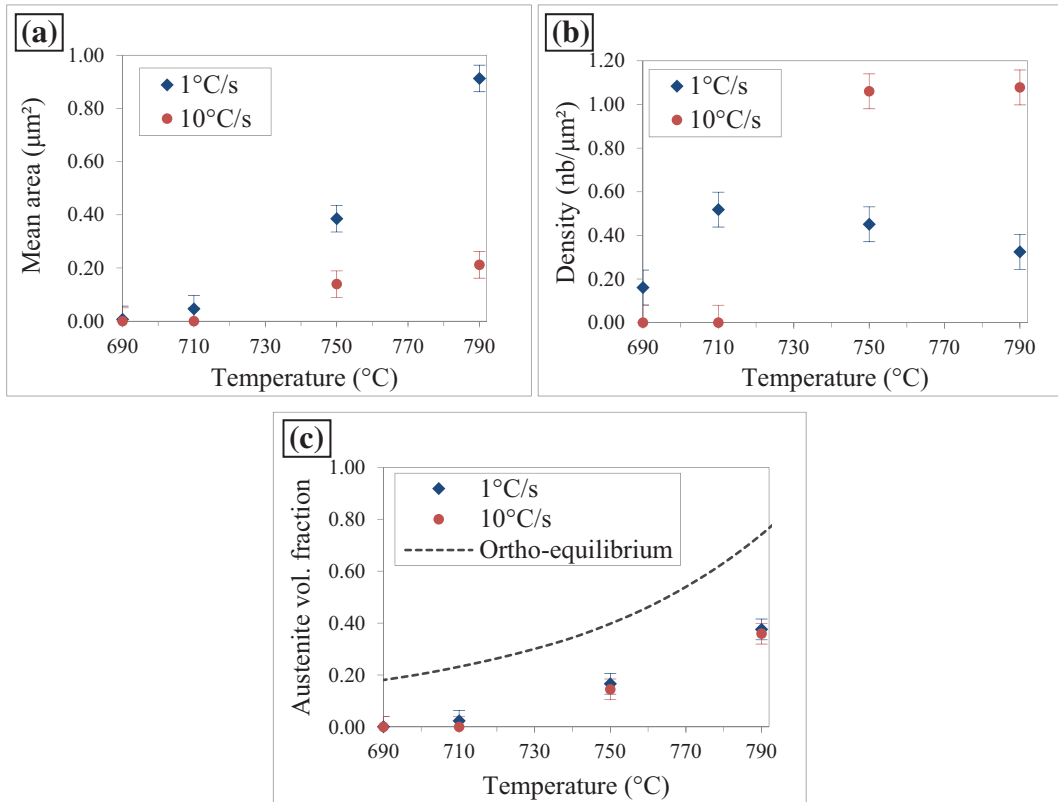 (a)
1.00
0.80
0.60
0.40
0.20
0.00
Mean area (μm²)
1°C/s
10°C/s
690 710 730 750 770 790
Temperature (°C)
(b)
1.20
1.00
0.80
0.60
0.40
0.20
0.00
Density (nb/μm²)
1°C/s
10°C/s
690 710 730 750 770 790
Temperature (°C)
(c)
1.00
0.80
0.60
0.40
0.20
0.00
Austenite vol. fraction
1°C/s
10°C/s
Ortho-equilibrium
690 710 730 750 770 790
Temperature (°C)